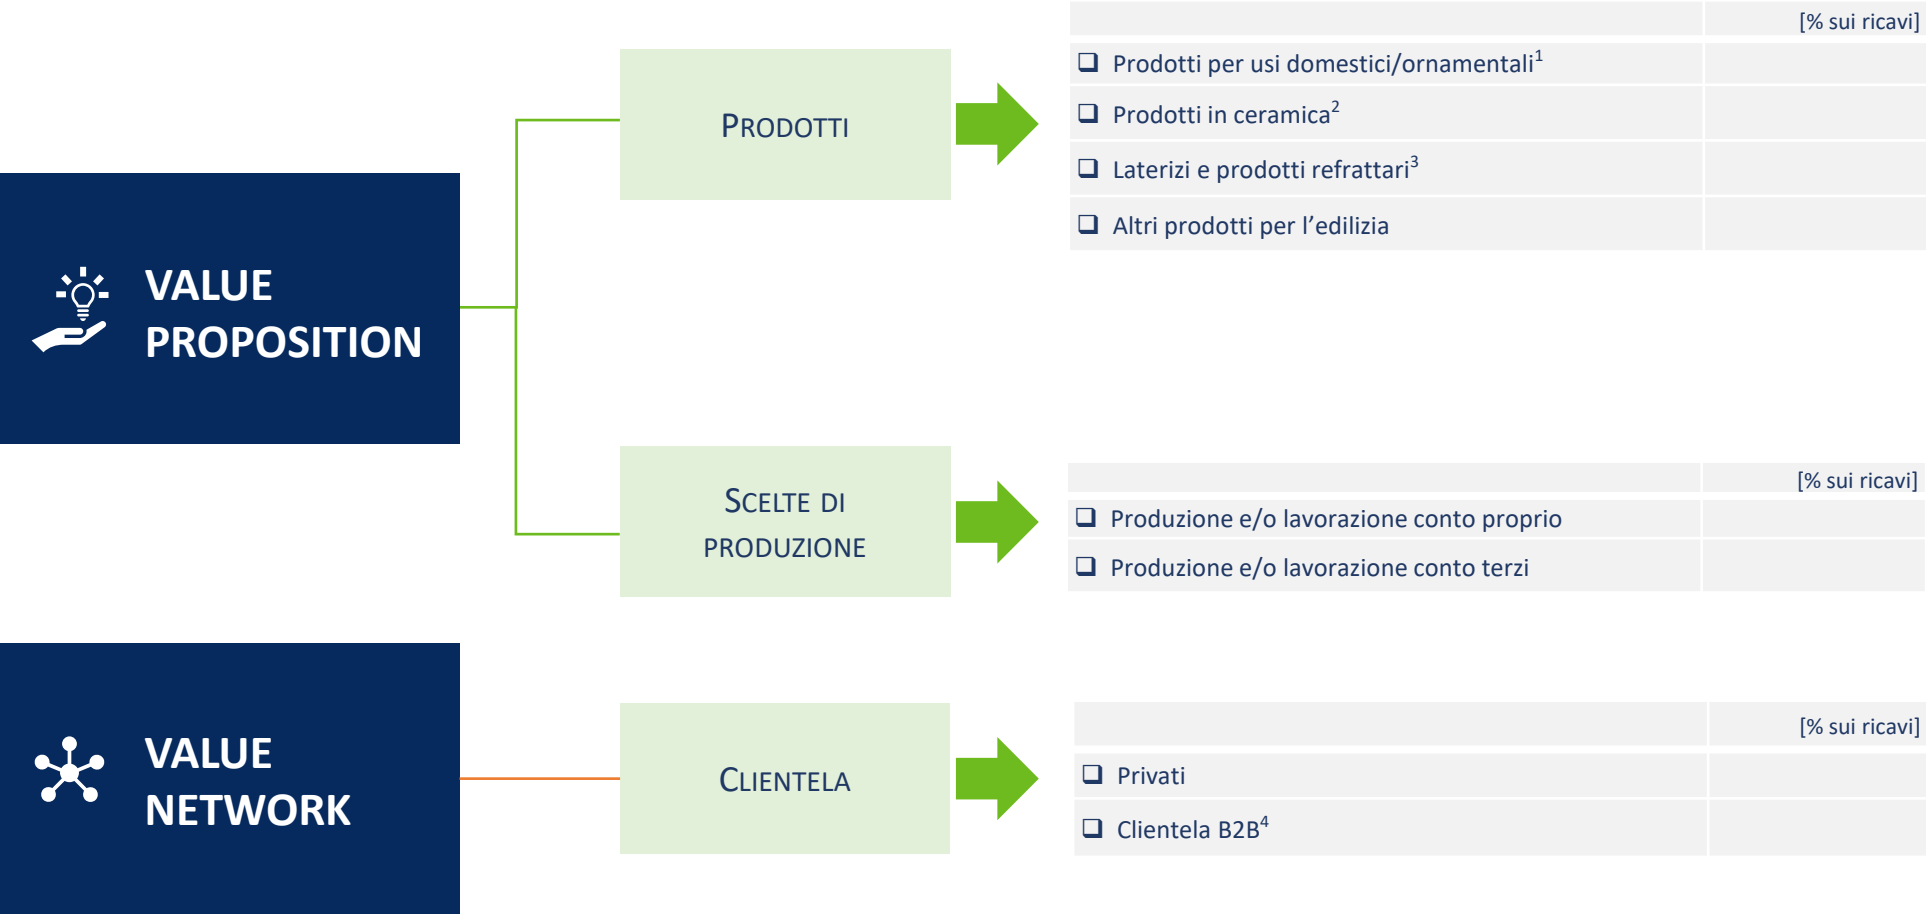 VALUE
PROPOSITION
PRODOTTI
[% sui ricavi]
❑ Prodotti per usi domestici/ornamentali¹
❑ Prodotti in ceramica²
❑ Laterizi e prodotti refrattari³
❑ Altri prodotti per l’edilizia
SCELTE DI
PRODUZIONE
[% sui ricavi]
❑ Produzione e/o lavorazione conto proprio
❑ Produzione e/o lavorazione conto terzi
VALUE
NETWORK
CLIENTELA
[% sui ricavi]
❑ Privati
❑ Clientela B2B⁴